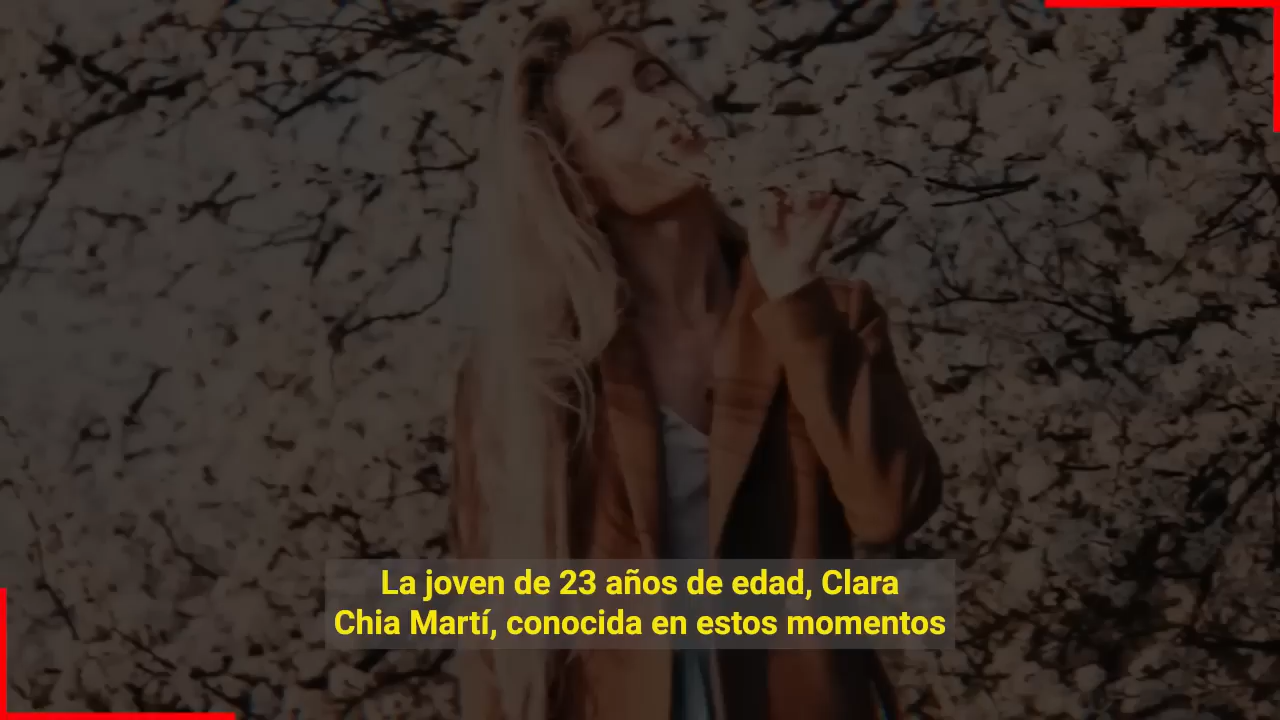 La joven de 23 años de edad, Clara
Chia Martí, conocida en estos momentos